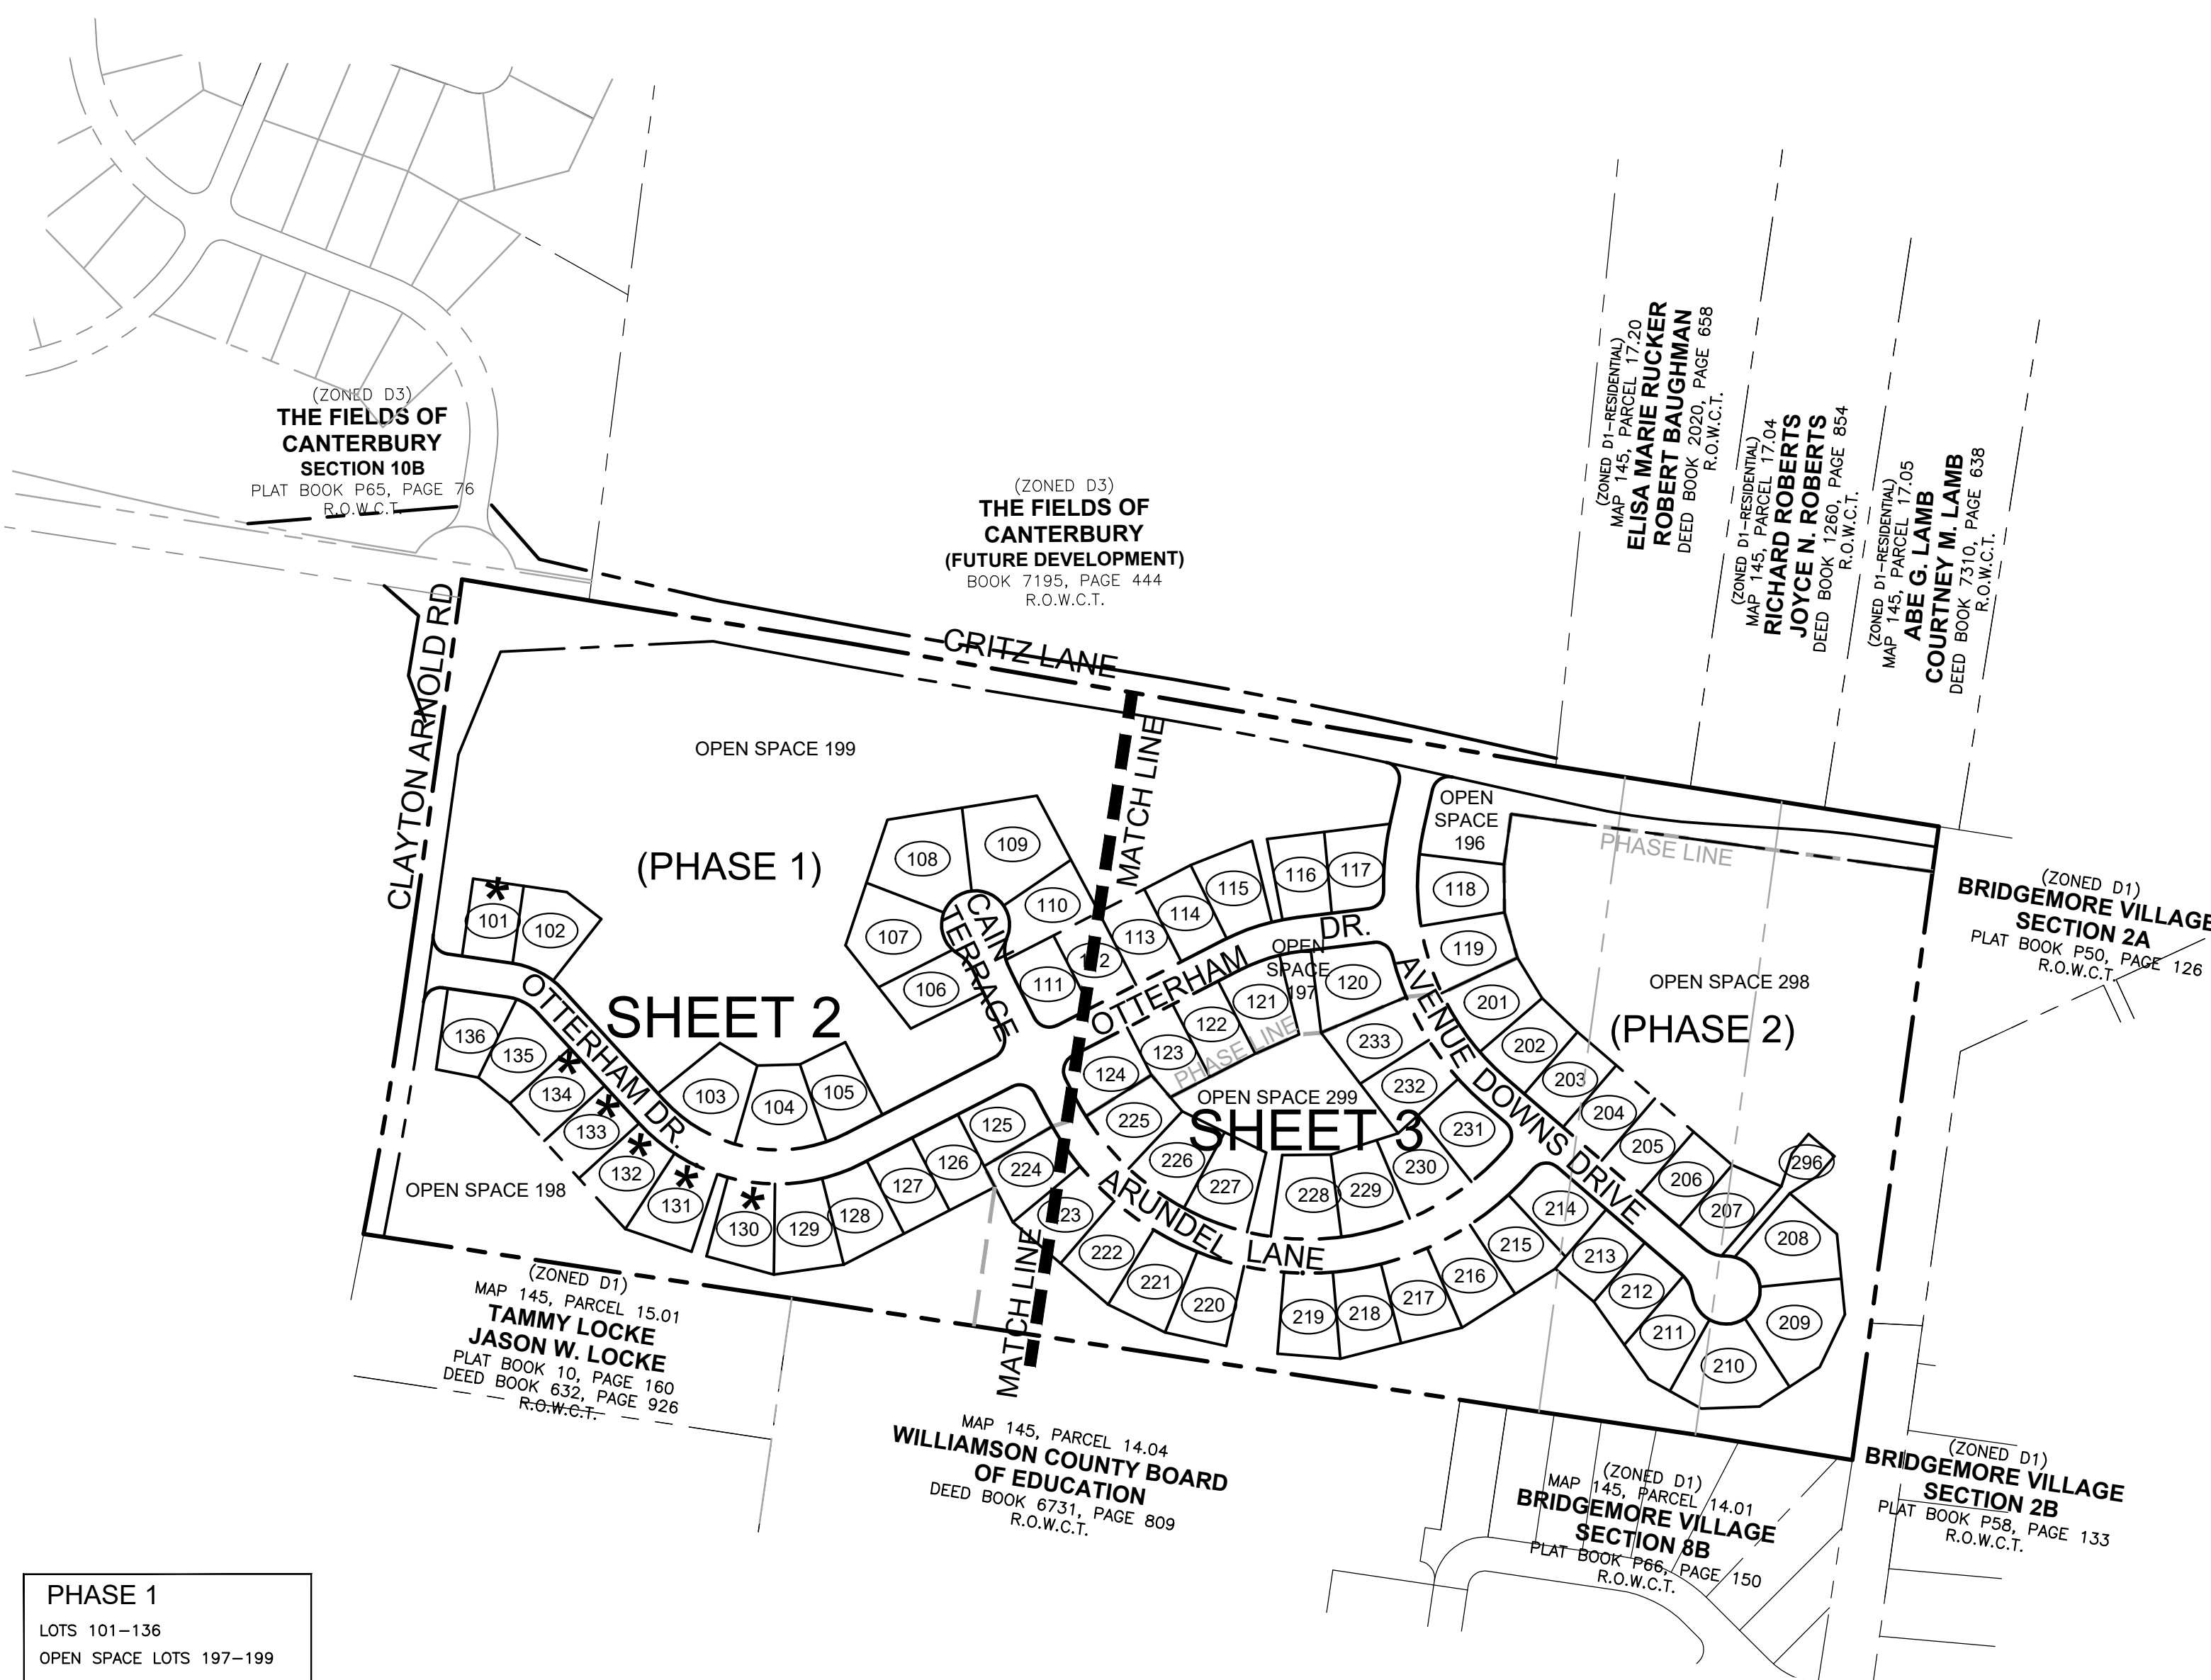 (ZONED D3)
THE FIELDS OF
CANTERBURY
SECTION 10B
PLAT BOOK P65, PAGE 76
R.O.W.C.T.
(ZONED D3)
THE FIELDS OF
CANTERBURY
(FUTURE DEVELOPMENT)
BOOK 7195, PAGE 444
R.O.W.C.T.
(ZONED D1-RESIDENTIAL)
MAP 145, PARCEL 17.20
ELISA MARIE RUCKER
ROBERT BAUGHMAN
DEED BOOK 2020, PAGE 658
R.O.W.C.T.
(ZONED D1-RESIDENTIAL)
MAP 145, PARCEL 17.04
RICHARD ROBERTS
JOYCE N. ROBERTS
DEED BOOK 1260, PAGE 854
R.O.W.C.T.
(ZONED D1-RESIDENTIAL)
MAP 145, PARCEL 17.05
ABE G. LAMB
COURTNEY M. LAMB
DEED BOOK 7310, PAGE 638
R.O.W.C.T.
CLAYTON ARNOLD RD
CRITZ LANE
OPEN SPACE 199
MATCH LINE
(PHASE 1)
OPEN
SPACE
196
PHASE LINE
(ZONED D1)
BRIDGEMORE VILLAGE
SECTION 2A
PLAT BOOK P50, PAGE 126
R.O.W.C.T.
101
102
108
109
110
107
106
111
112
CAIN
TERRACE
113
114
115
116
117
118
119
OTTERHAM
DR.
OPEN
SPACE
197
120
121
122
123
124
PHASE LINE
AVENUE DOWNS DRIVE
201
202
203
204
205
206
207
296
208
209
210
211
212
213
214
OPEN SPACE 298
(PHASE 2)
SHEET 2
OTTERHAM DR.
136
135
134
133
132
131
130
129
128
127
126
125
103
104
105
OPEN SPACE 198
OPEN SPACE 299
SHEET 3
233
232
231
230
229
228
227
226
225
224
223
222
221
220
219
218
217
216
215
ARUNDEL LANE
MATCH LINE
(ZONED D1)
MAP 145, PARCEL 15.01
TAMMY LOCKE
JASON W. LOCKE
PLAT BOOK 10, PAGE 160
DEED BOOK 632, PAGE 926
R.O.W.C.T.
MAP 145, PARCEL 14.04
WILLIAMSON COUNTY BOARD
OF EDUCATION
DEED BOOK 6731, PAGE 809
R.O.W.C.T.
(ZONED D1)
MAP 145, PARCEL 14.01
BRIDGEMORE VILLAGE
SECTION 8B
PLAT BOOK P66, PAGE 150
R.O.W.C.T.
(ZONED D1)
BRIDGEMORE VILLAGE
SECTION 2B
PLAT BOOK P58, PAGE 133
R.O.W.C.T.
PHASE 1
LOTS 101-136
OPEN SPACE LOTS 197-199